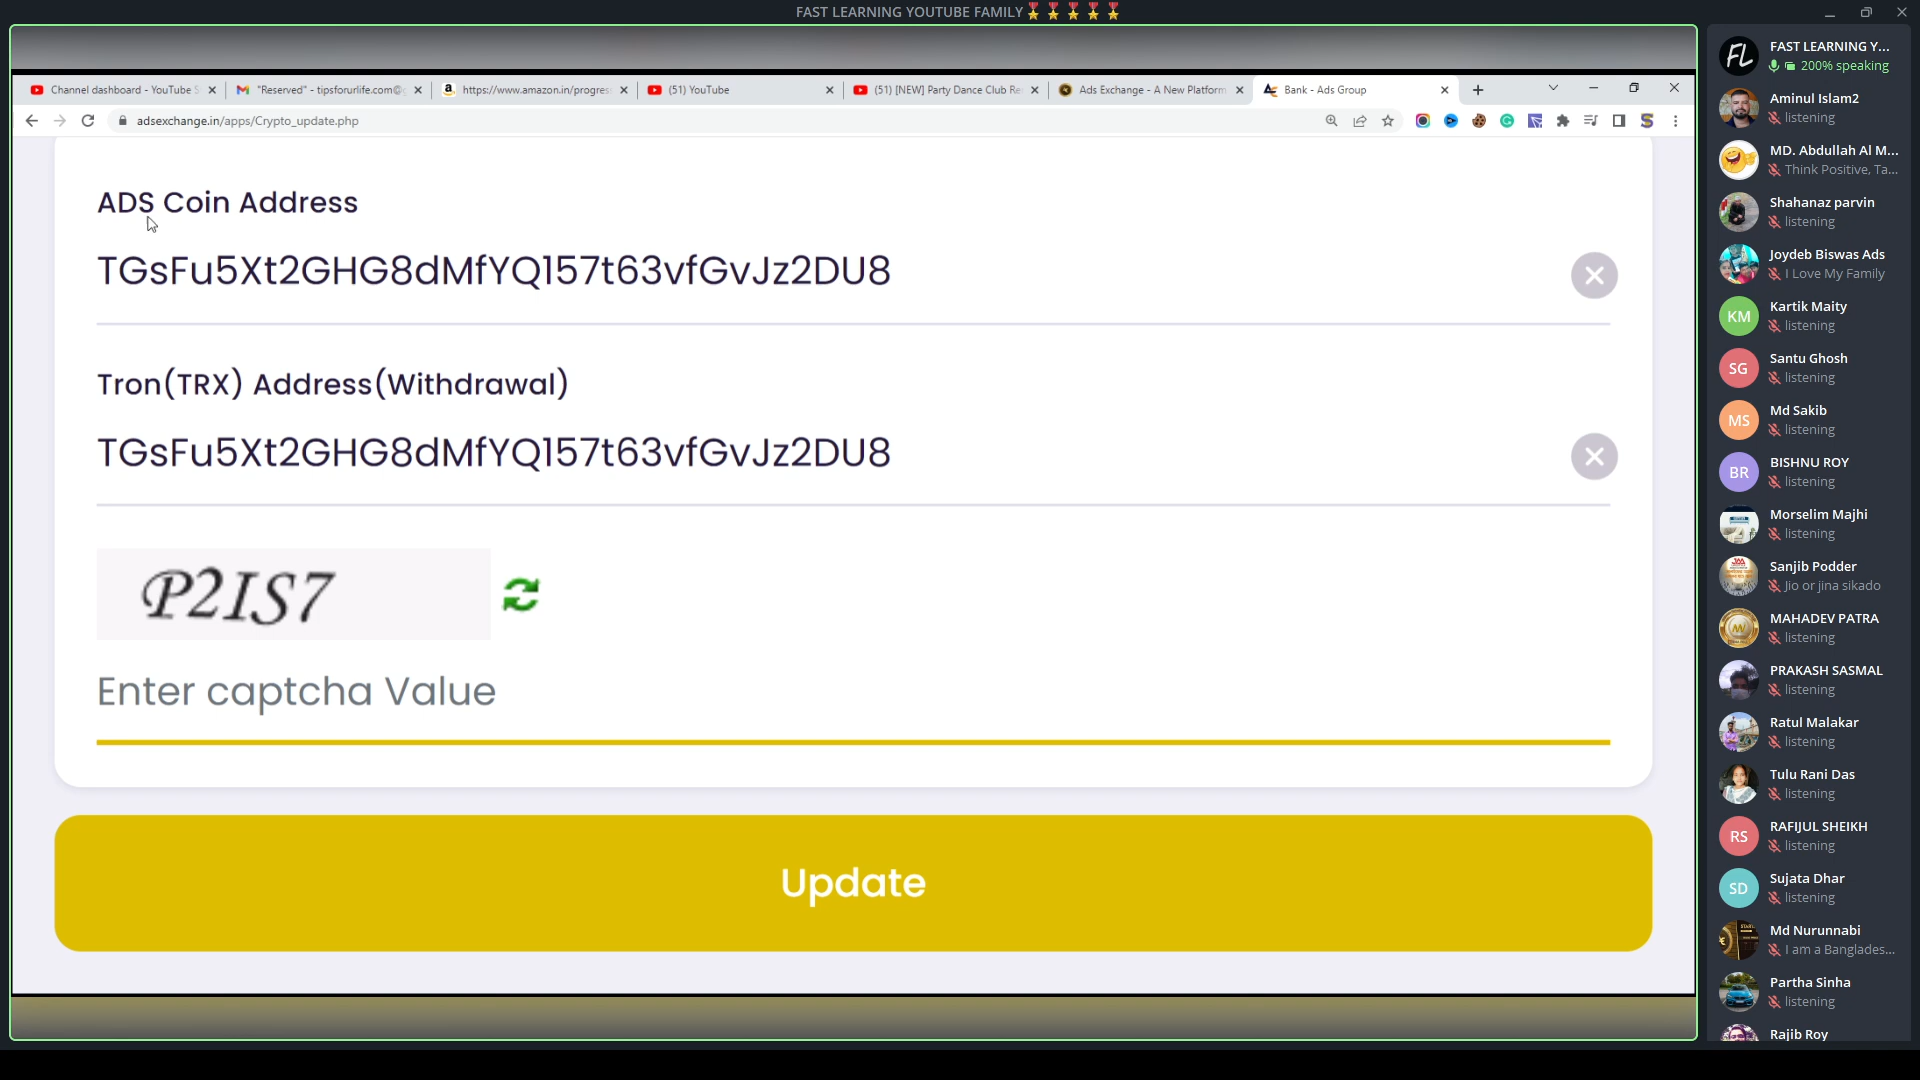 FAST LEARNING YOUTUBE FAMILY🎖🎖🎖🎖🎖
Channel dashboard - YouTube S
"Reserved" - tipsforurlife.com@g
https://www.amazon.in/progres
(51) YouTube
(51) [NEW] Party Dance Club Re
Ads Exchange - A New Platform
Bank - Ads Group
adsexchange.in/apps/Crypto_update.php
ADS Coin Address
TGsFu5Xt2GHG8dMfYQ157t63vfGvJz2DU8
Tron(TRX) Address(Withdrawal)
TGsFu5Xt2GHG8dMfYQ157t63vfGvJz2DU8
P2IS7
Enter captcha Value
Update
FL
FAST LEARNING Y...
200% speaking
Aminul Islam2
listening
MD. Abdullah Al M...
Think Positive, Ta...
Shahanaz parvin
listening
Joydeb Biswas Ads
I Love My Family
KM
Kartik Maity
listening
SG
Santu Ghosh
listening
MS
Md Sakib
listening
BR
BISHNU ROY
listening
Morselim Majhi
listening
Sanjib Podder
Jio or jina sikado
MAHADEV PATRA
listening
PRAKASH SASMAL
listening
Ratul Malakar
listening
Tulu Rani Das
listening
RS
RAFIJUL SHEIKH
listening
SD
Sujata Dhar
listening
Md Nurunnabi
I am a Banglades...
Partha Sinha
listening
Rajib Roy